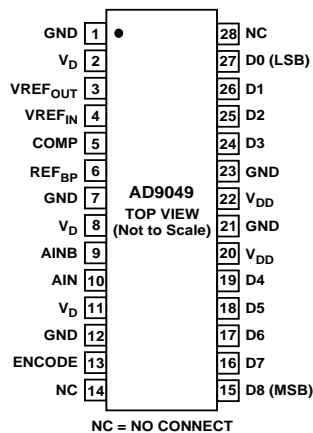 GND 1
VD 2
VREFOUT 3
VREFIN 4
COMP 5
REFBP 6
GND 7
VD 8
AINB 9
AIN 10
VD 11
GND 12
ENCODE 13
NC 14
AD9049
TOP VIEW
(Not to Scale)
28 NC
27 D0 (LSB)
26 D1
25 D2
24 D3
23 GND
22 VDD
21 GND
20 VDD
19 D4
18 D5
17 D6
16 D7
15 D8 (MSB)
NC = NO CONNECT